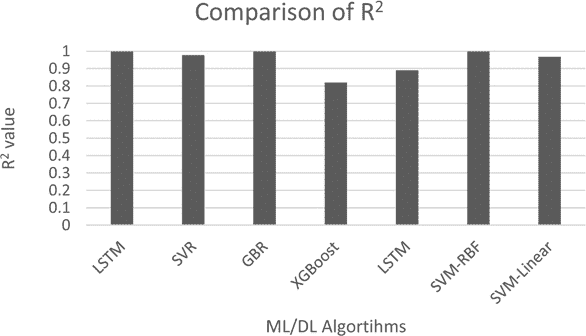 Comparison of R²
R² value
1
0.9
0.8
0.7
0.6
0.5
0.4
0.3
0.2
0.1
0
LSTM
SVR
GBR
XGBoost
LSTM
SVM-RBF
SVM-Linear
ML/DL Algortihms